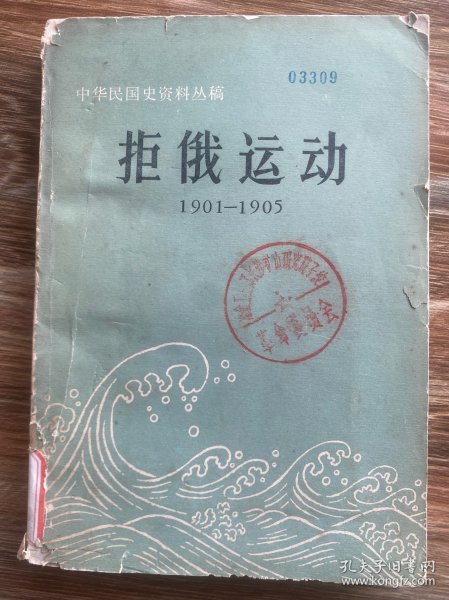 03309
中华民国史资料丛稿
拒俄运动
1901—1905
革命委员会
孔夫子旧书网
www.kongfz.com